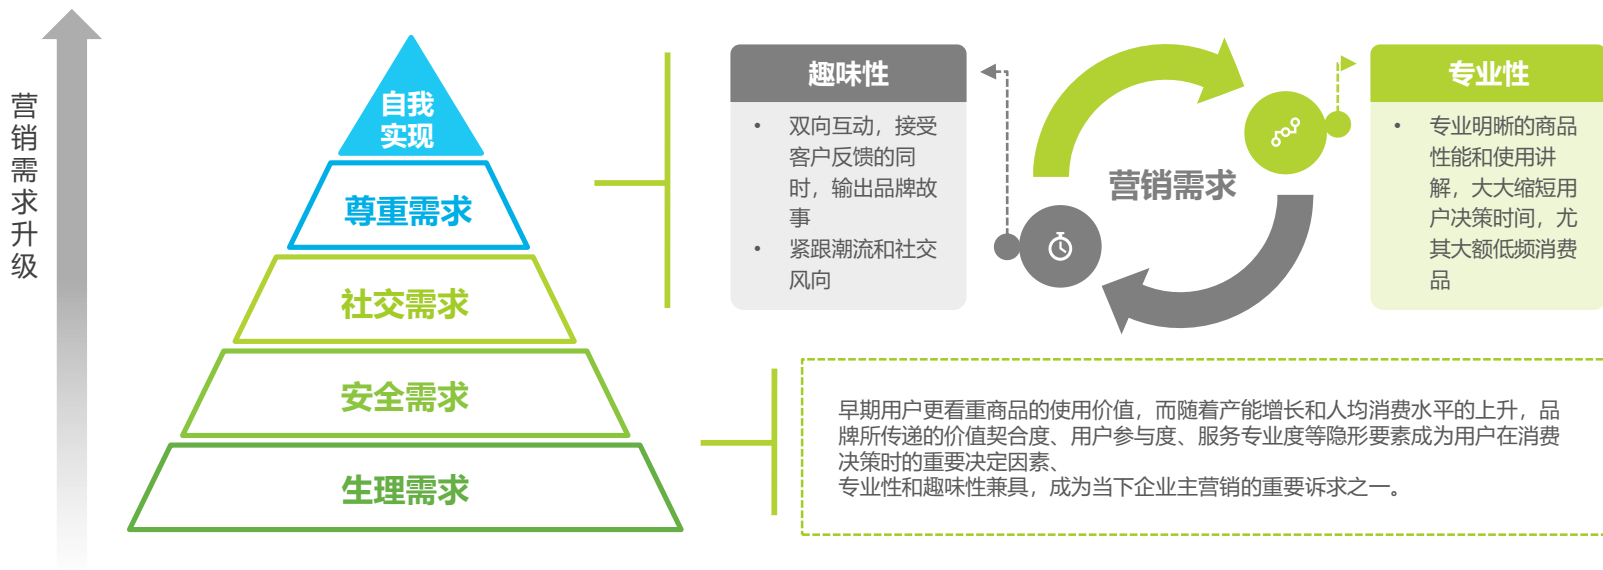 营销需求升级
自我
实现
尊重需求
社交需求
安全需求
生理需求
趣味性
• 双向互动，接受
客户反馈的同
时，输出品牌故
事
• 紧跟潮流和社交
风向
营销需求
专业性
• 专业明晰的商品
性能和使用讲
解，大大缩短用
户决策时间，尤
其大额低频消费
品
早期用户更看重商品的使用价值，而随着产能增长和人均消费水平的上升，品
牌所传递的价值契合度、用户参与度、服务专业度等隐形要素成为用户在消费
决策时的重要决定因素、
专业性和趣味性兼具，成为当下企业主营销的重要诉求之一。